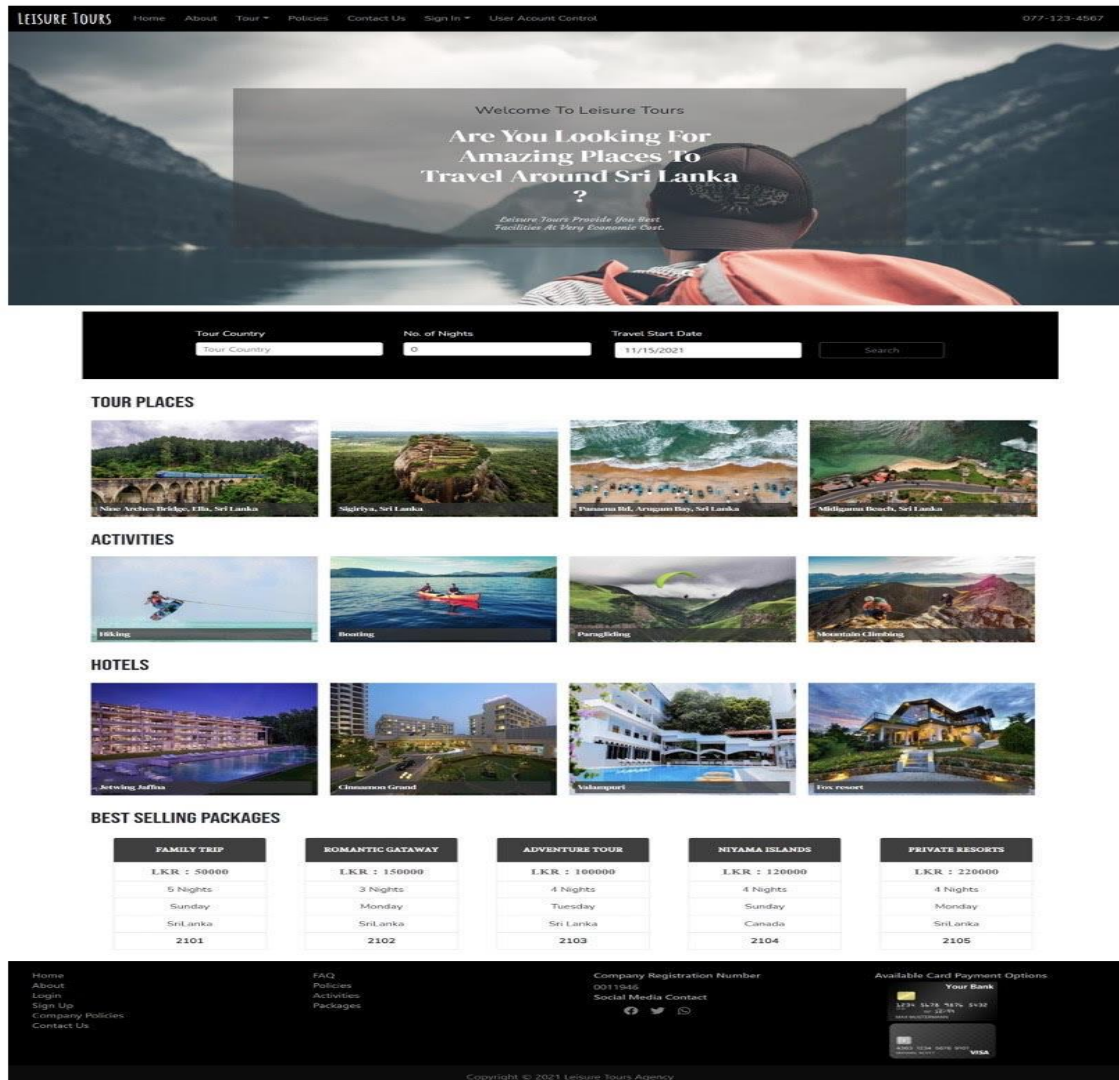 LEISURE TOURS Home About Tour Policies Contact Us Sign In User Acount Control 077-123-4567
Welcome To Leisure Tours
Are You Looking For
Amazing Places To
Travel Around Sri Lanka
?
Leisure Tours Provide You Best
Facilities At Very Economic Cost.
Tour Country No. of Nights Travel Start Date
Tour Country 0 11/15/2021 Search
TOUR PLACES
Nine Arches Bridge, Ella, Sri Lanka Sigiriya, Sri Lanka Panama Rd, Arugam Bay, Sri Lanka Midigama Beach, Sri Lanka
ACTIVITIES
Hiking Boating Paragliding Mountain Climbing
HOTELS
Jetwing Jaffna Cinnamon Grand Valampuri Fox resort
BEST SELLING PACKAGES
FAMILY TRIP ROMANTIC GATAWAY ADVENTURE TOUR NIYAMA ISLANDS PRIVATE RESORTS
LKR : 50000 LKR : 150000 LKR : 100000 LKR : 120000 LKR : 220000
5 Nights 3 Nights 4 Nights 4 Nights 4 Nights
Sunday Monday Tuesday Sunday Monday
SriLanka SriLanka Sri Lanka Canada SriLanka
2101 2102 2103 2104 2105
Home FAQ Company Registration Number Available Card Payment Options
About Policies 0011946 Your Bank
Login Activities Social Media Contact
Sign Up Packages
Company Policies
Contact Us
1234 5678 9876 5432
VISA
Copyright © 2021 Leisure Tours Agency